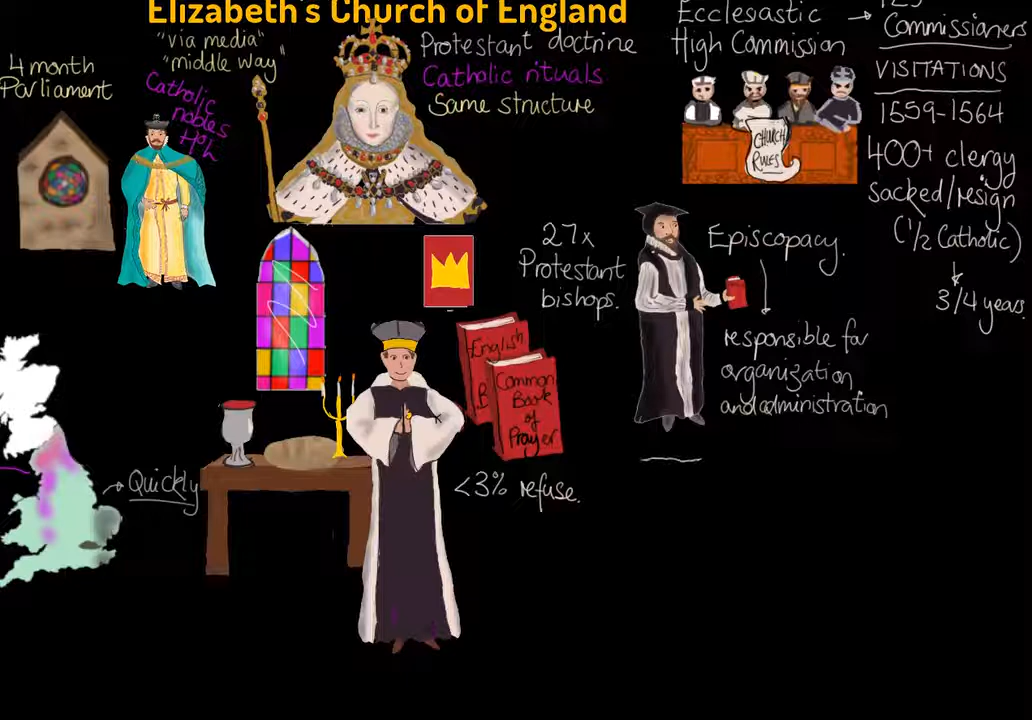 Elizabeth's Church of England
"via media"
"middle way"
4 month
Parliament
Catholic
nobles
HoL
Protestant doctrine
Catholic rituals
Same structure
Ecclesiastic
High Commission
→
Commissioners
VISITATIONS
1559-1564
400+ clergy
sacked/resign
(1/2 Catholic)
3/4 years.
CHURCH
RULES
27x
Protestant
bishops.
Episcopacy.
responsible for
organization
and administration
English
B
Common
Book
of
Prayer
<3% refuse.
→ Quickly